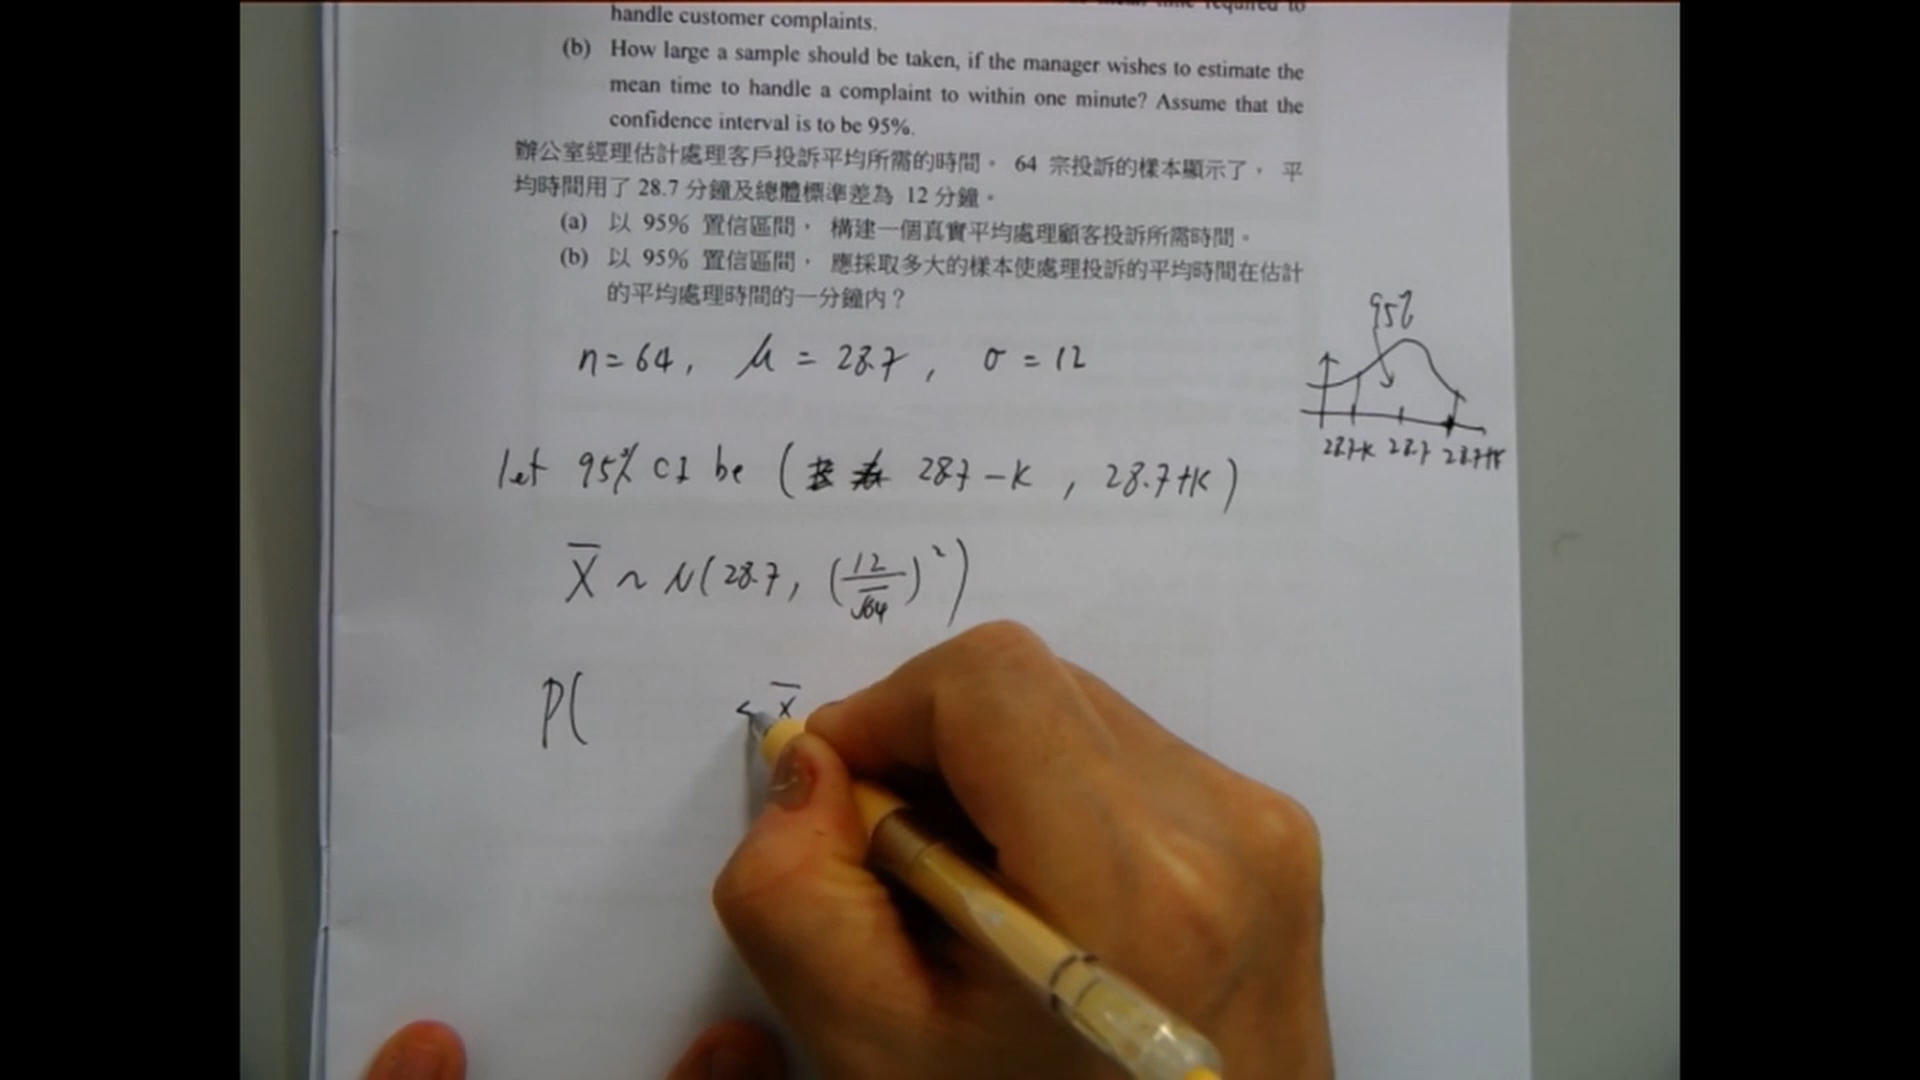 mean time required to
handle customer complaints.
(b) How large a sample should be taken, if the manager wishes to estimate the
mean time to handle a complaint to within one minute? Assume that the
confidence interval is to be 95%.
辦公室經理估計處理客戶投訴平均所需的時間。 64 宗投訴的樣本顯示了， 平
均時間用了 28.7 分鐘及總體標準差為 12 分鐘。
(a) 以 95% 置信區間， 構建一個真實平均處理顧客投訴所需時間。
(b) 以 95% 置信區間， 應採取多大的樣本使處理投訴的平均時間在估計
的平均處理時間的一分鐘內？
n=64, μ = 28.7, σ = 12
95%
28.7-K 28.7 28.7+K
let 95% CI be ( 28.7-K , 28.7+K )
X̄ ~ N(28.7, (12/√64)²)
P( < X̄